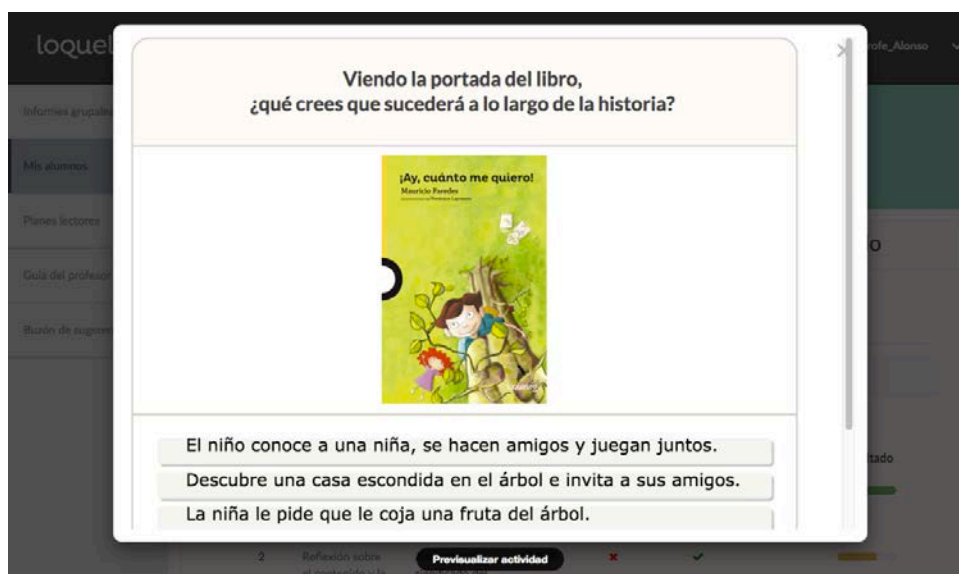 loquel
rofe_Alonso
Informes grupales
Mis alumnos
Planes lectores
Guía del profesor
Buzón de sugeren
Viendo la portada del libro,
¿qué crees que sucederá a lo largo de la historia?
¡Ay, cuánto me quiero!
Mauricio Paredes
El niño conoce a una niña, se hacen amigos y juegan juntos.
Descubre una casa escondida en el árbol e invita a sus amigos.
La niña le pide que le coja una fruta del árbol.
o
tado
2 Reflexión sobre
el contenido y la
Previsualizar actividad